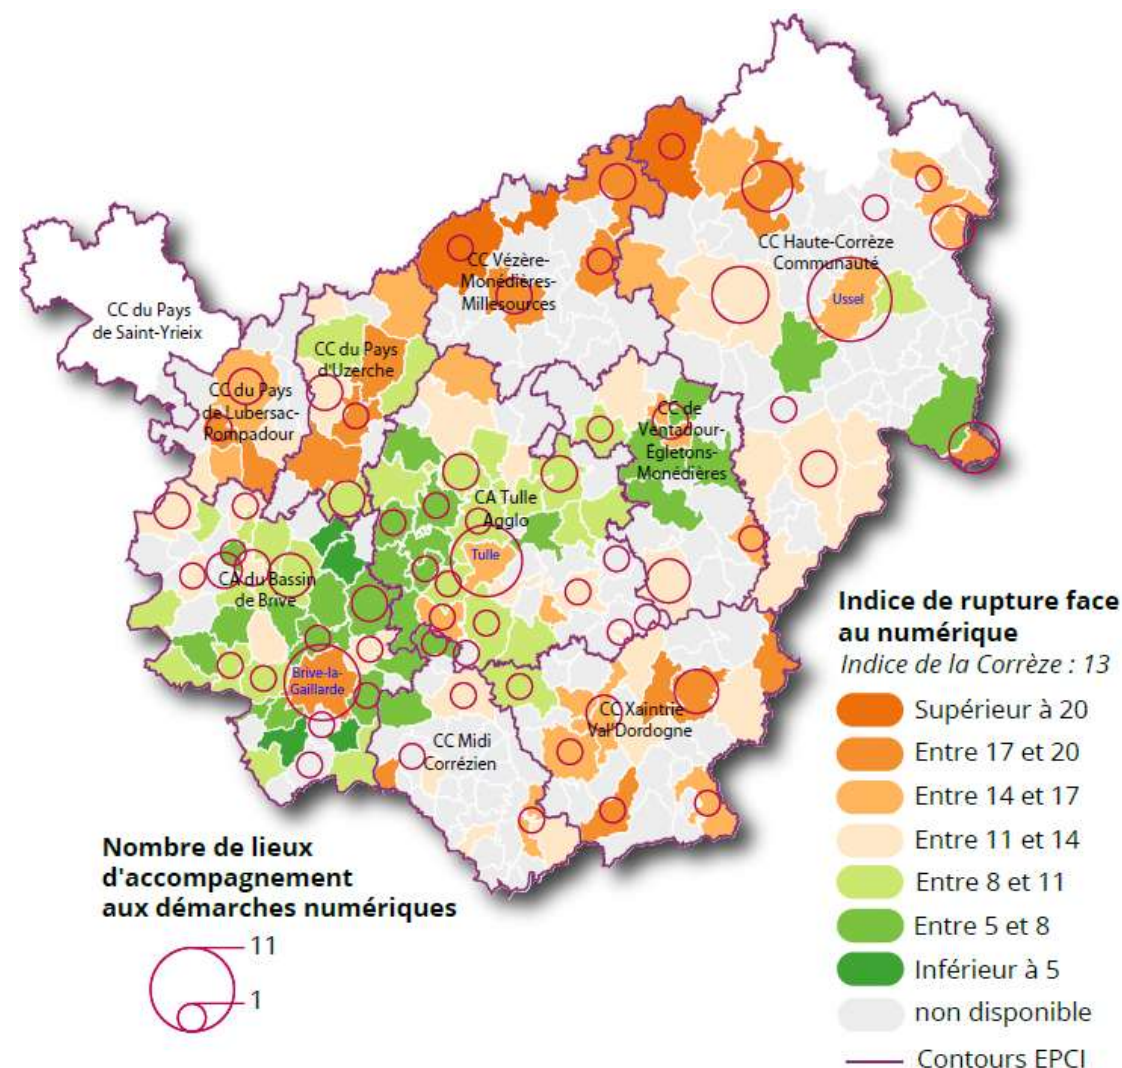 CC du Pays
de Saint-Yrieix
CC Vézère-
Monédières-
Millesources
CC Haute-Corrèze
Communauté
Ussel
CC du Pays
d'Uzerche
CC du Pays
de Lubersac-
Pompadour
CC de
Ventadour-
Égletons-
Monédières
CA Tulle
Agglo
Tulle
CA du Bassin
de Brive
Brive-la-
Gaillarde
CC Xaintrie
Val'Dordogne
CC Midi
Corrézien
Nombre de lieux
d'accompagnement
aux démarches numériques
11
1
Indice de rupture face
au numérique
Indice de la Corrèze : 13
Supérieur à 20
Entre 17 et 20
Entre 14 et 17
Entre 11 et 14
Entre 8 et 11
Entre 5 et 8
Inférieur à 5
non disponible
Contours EPCI